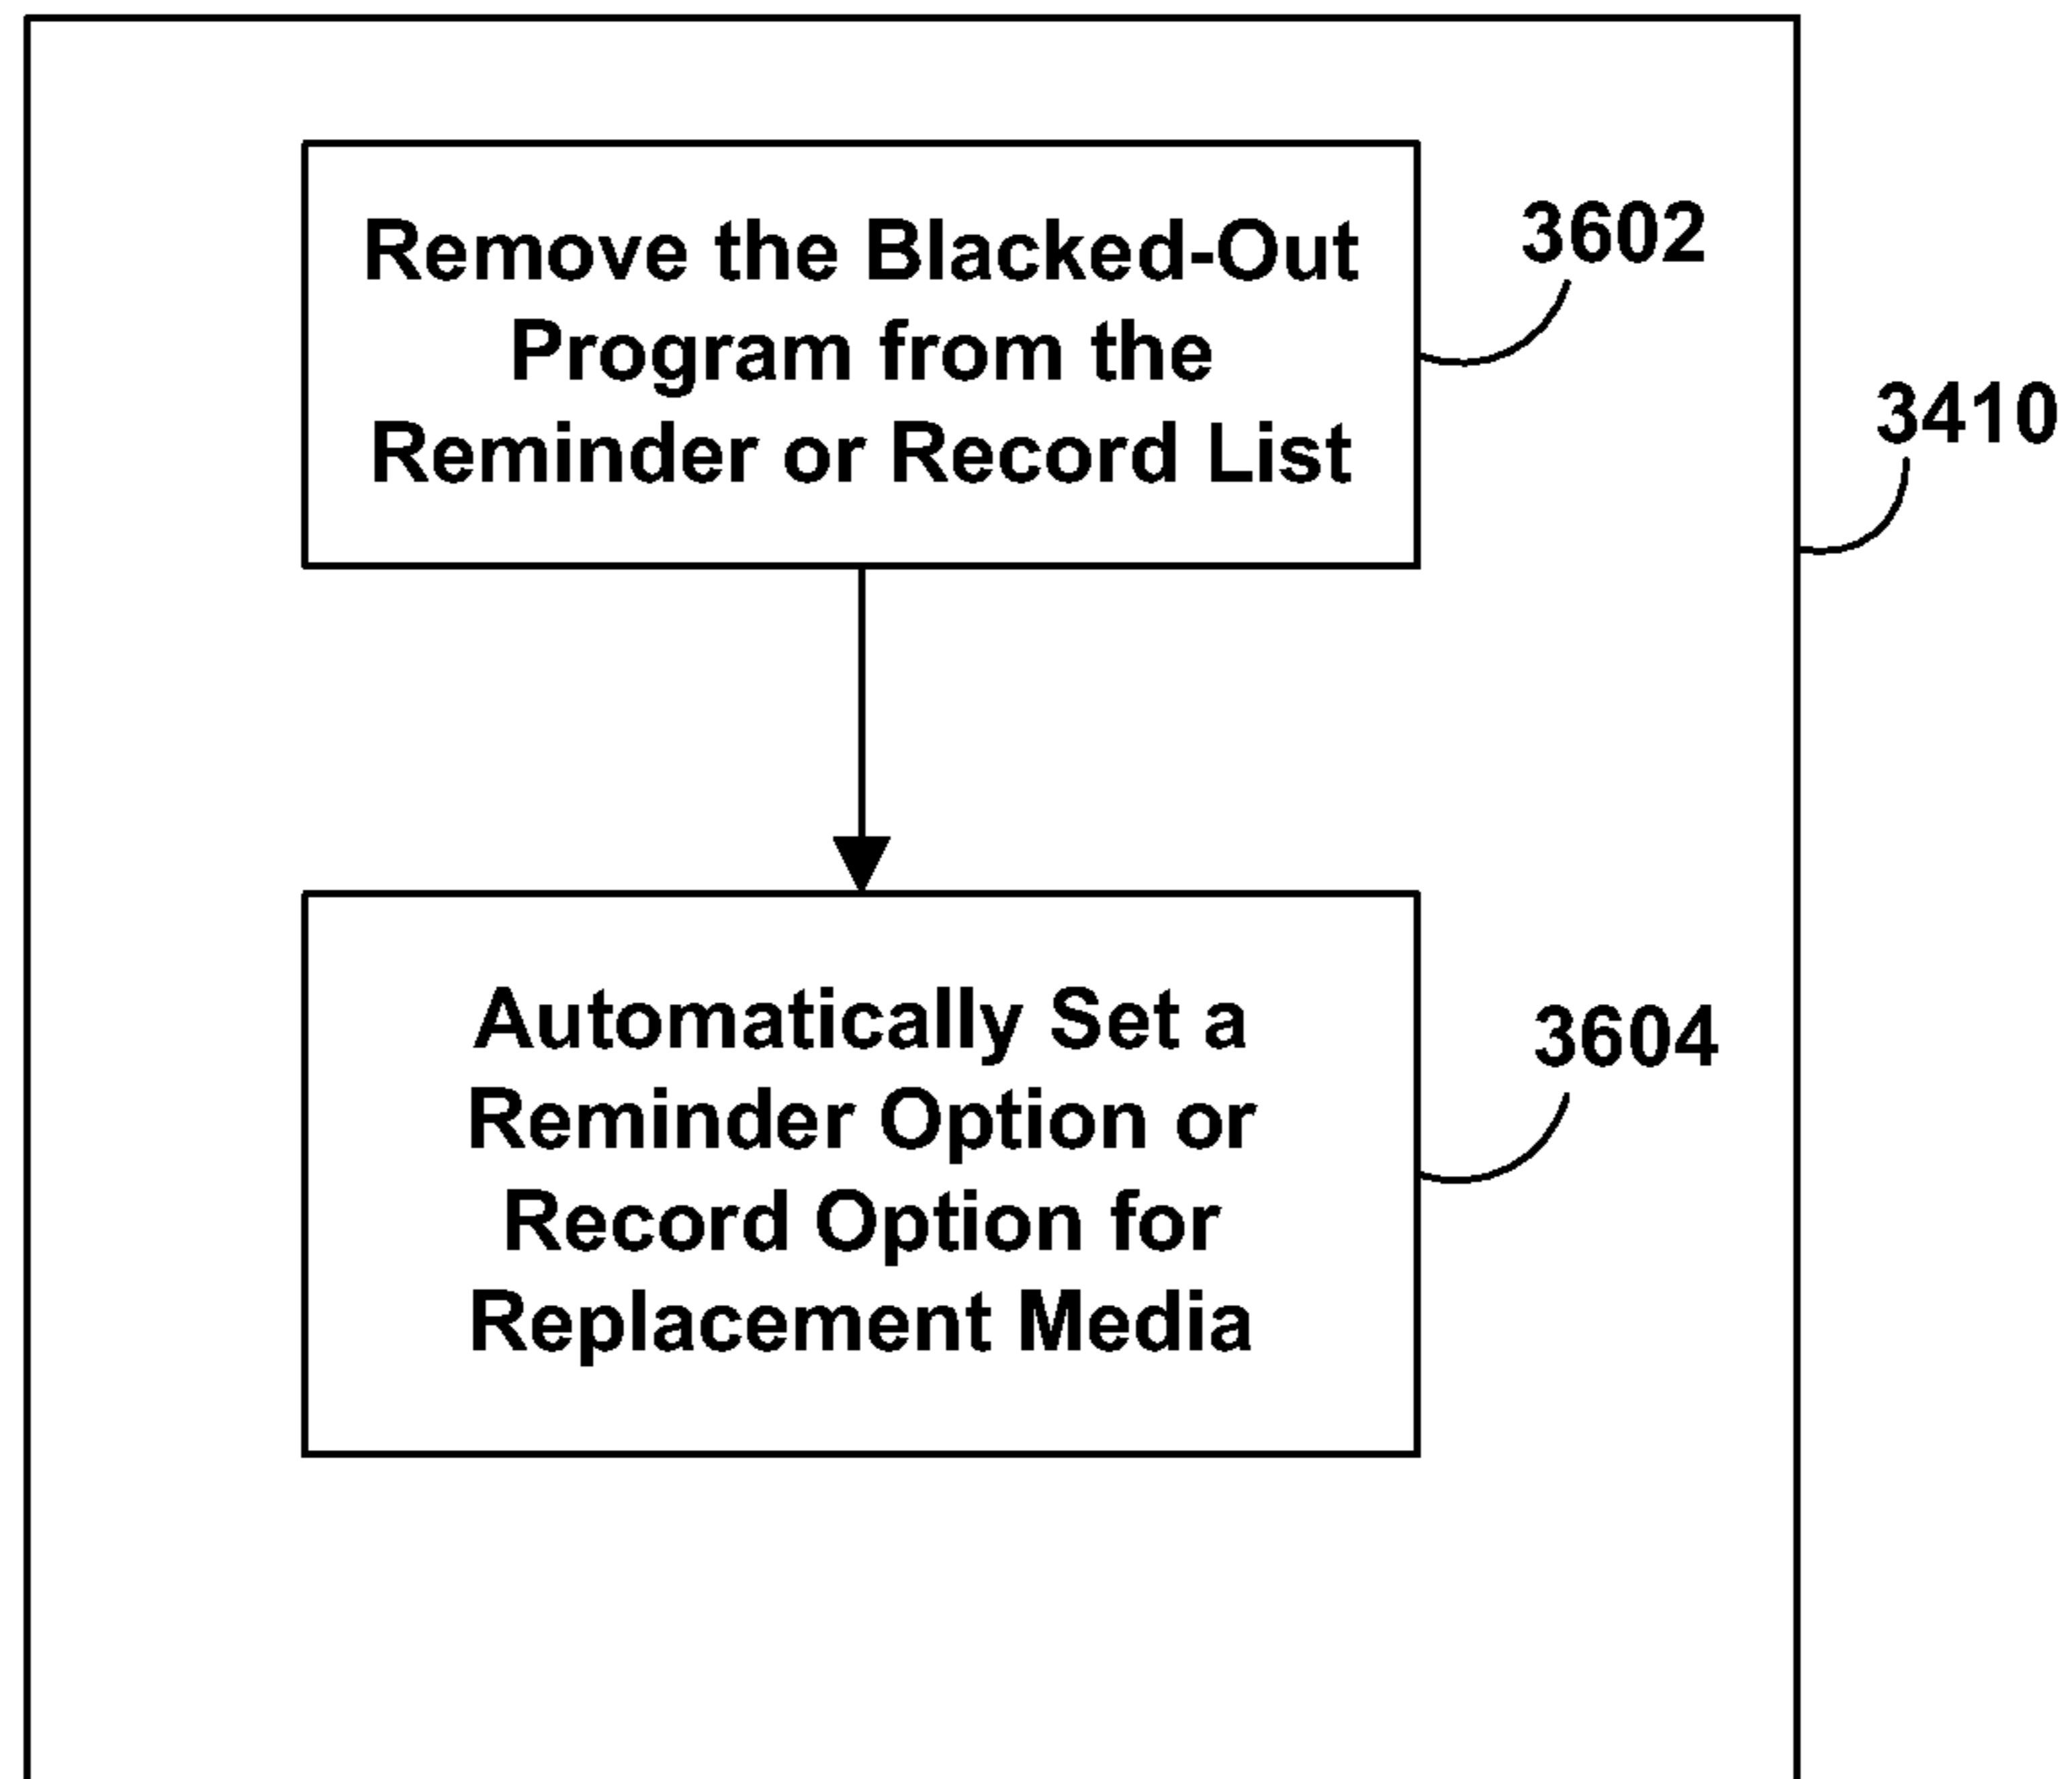 Remove the Blacked-Out
Program from the
Reminder or Record List
3602
3410
Automatically Set a
Reminder Option or
Record Option for
Replacement Media
3604